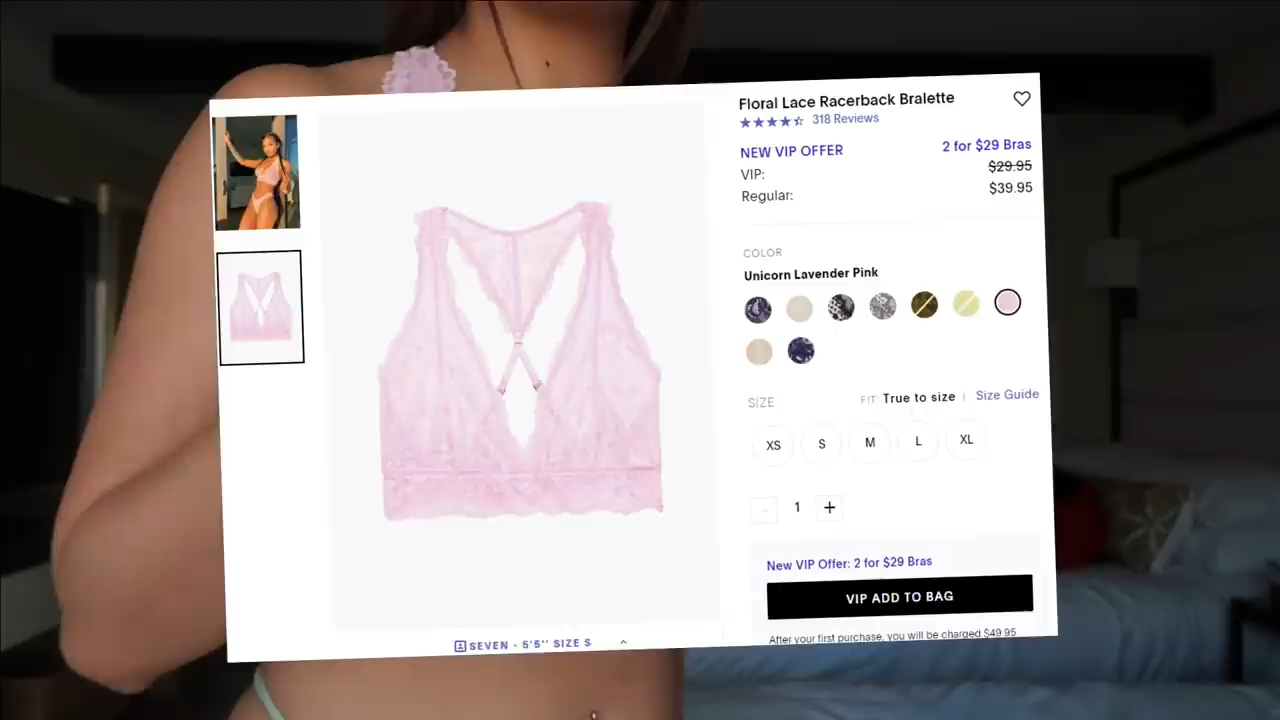 Floral Lace Racerback Bralette
318 Reviews
NEW VIP OFFER 2 for $29 Bras
VIP: $29.95
Regular: $39.95
COLOR
Unicorn Lavender Pink
SIZE FIT True to size | Size Guide
XS S M L XL
- 1 +
New VIP Offer: 2 for $29 Bras
VIP ADD TO BAG
After your first purchase, you will be charged $49.95
SEVEN · 5'5'' SIZE S